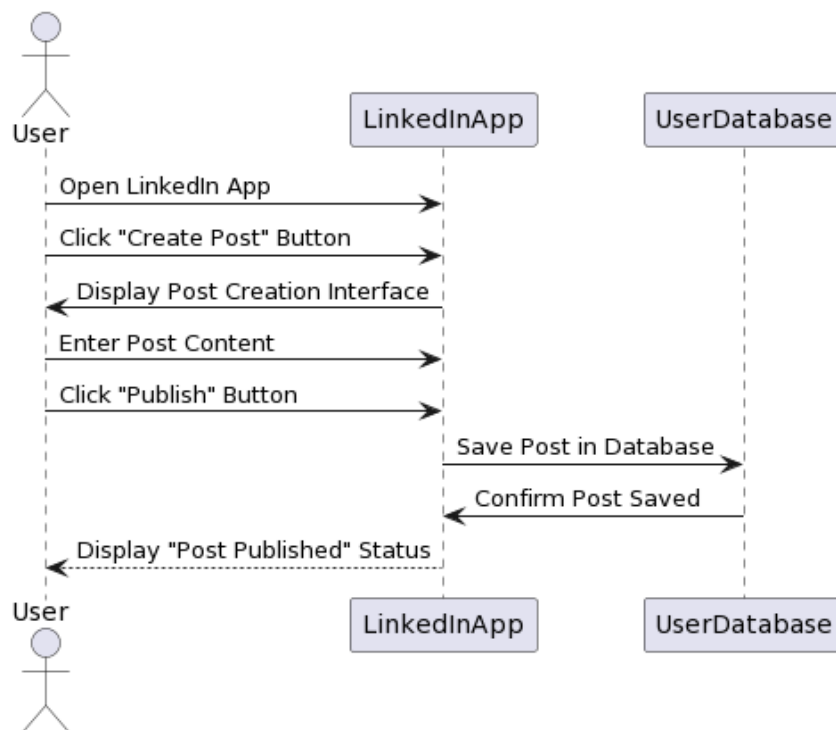 User
LinkedInApp
UserDatabase
Open LinkedIn App
Click "Create Post" Button
Display Post Creation Interface
Enter Post Content
Click "Publish" Button
Save Post in Database
Confirm Post Saved
Display "Post Published" Status
User
LinkedInApp
UserDatabase